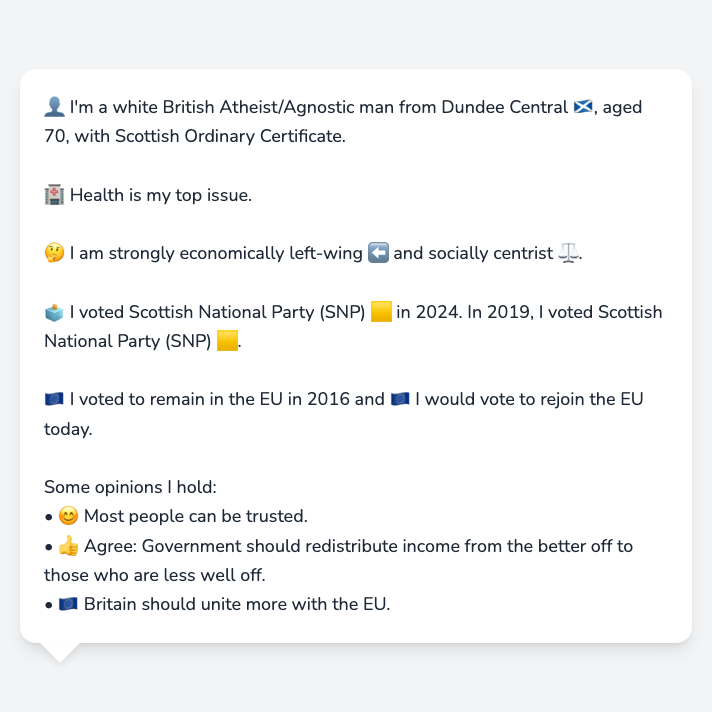 👤 I'm a white British Atheist/Agnostic man from Dundee Central 🏴󠁧󠁢󠁳󠁣󠁴󠁿, aged
70, with Scottish Ordinary Certificate.
🏥 Health is my top issue.
🤔 I am strongly economically left-wing ⬅️ and socially centrist ⚖️.
🗳️ I voted Scottish National Party (SNP) 🟨 in 2024. In 2019, I voted Scottish
National Party (SNP) 🟨.
🇪🇺 I voted to remain in the EU in 2016 and 🇪🇺 I would vote to rejoin the EU
today.
Some opinions I hold:
• 😊 Most people can be trusted.
• 👍 Agree: Government should redistribute income from the better off to
those who are less well off.
• 🇪🇺 Britain should unite more with the EU.